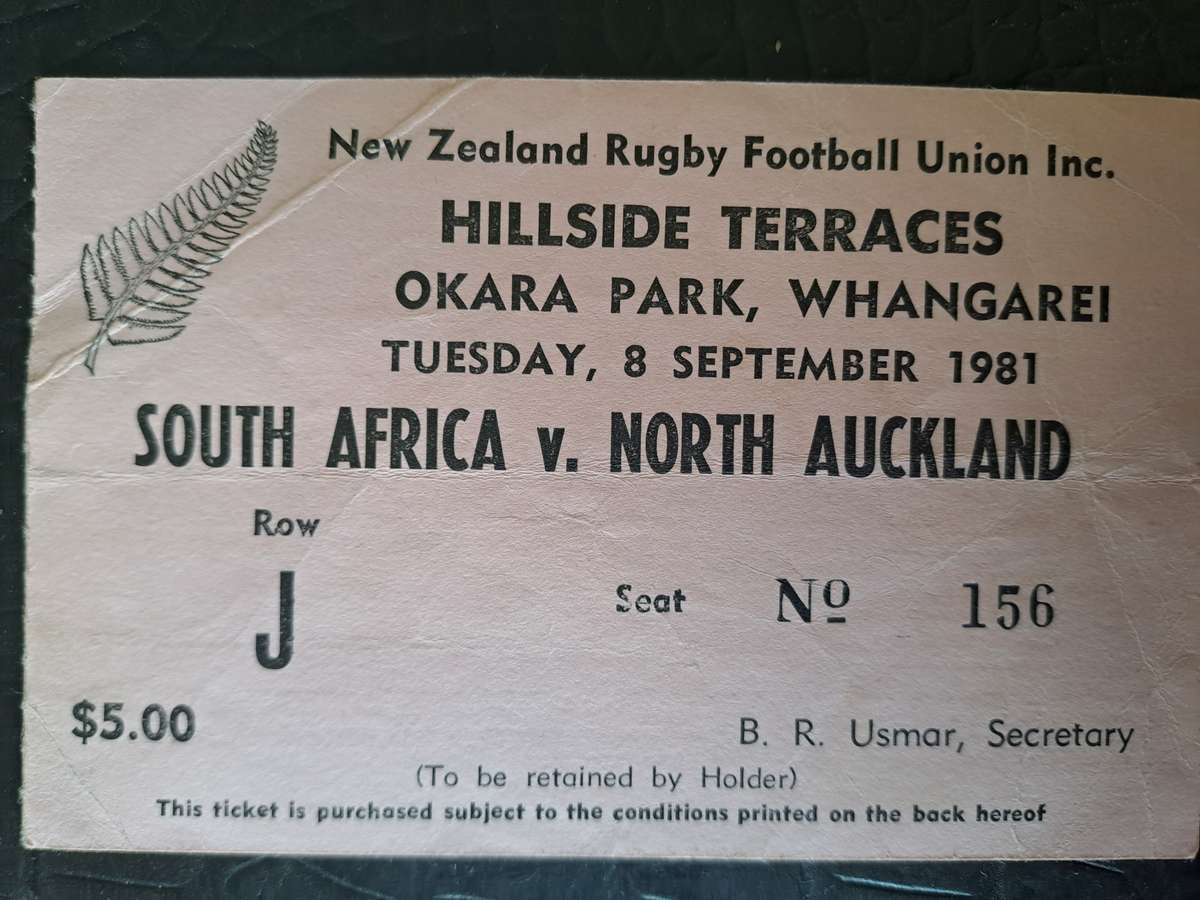 New Zealand Rugby Football Union Inc.
HILLSIDE TERRACES
OKARA PARK, WHANGAREI
TUESDAY, 8 SEPTEMBER 1981
SOUTH AFRICA v. NORTH AUCKLAND
Row
J
Seat Nº 156
$5.00
B. R. Usmar, Secretary
(To be retained by Holder)
This ticket is purchased subject to the conditions printed on the back hereof